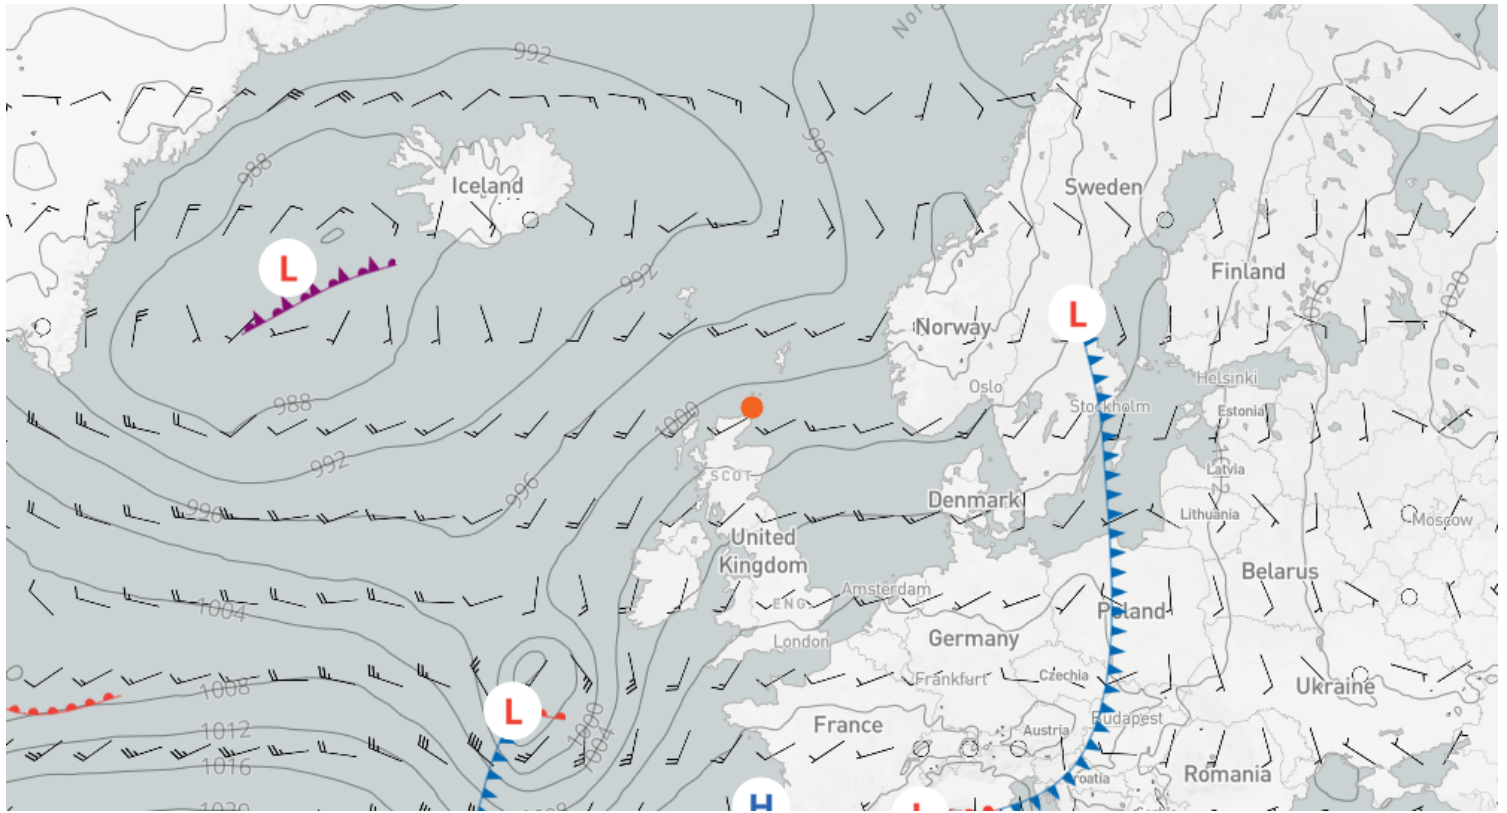 Nor
992
996
988
Iceland
Sweden
L
992
Finland
1016
1020
L
Norway
Oslo
Helsinki
988
1000
Stockholm
Estonia
992
SCOT.
Latvia
1012
996
996
Denmark
Lithuania
Moscow
United
Kingdom
Belarus
1004
Amsterdam
ENG.
Poland
London
Germany
1008
Frankfurt
Czechia
Ukraine
L
1000
1004
France
Budapest
1012
Austria
1016
Romania
Croatia
H
L